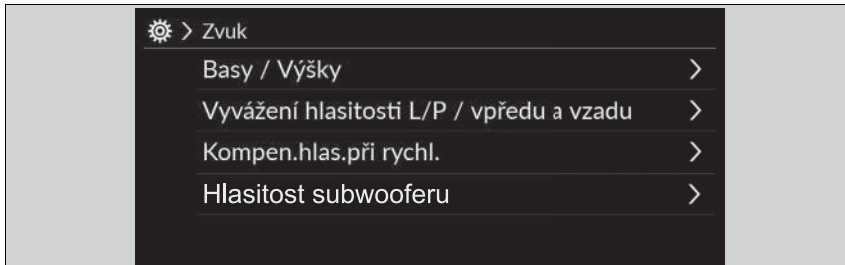 > Zvuk
Basy / Výšky
Vyvážení hlasitosti L/P / vpředu a vzadu
Kompen.hlas.při rychl.
Hlasitost subwooferu